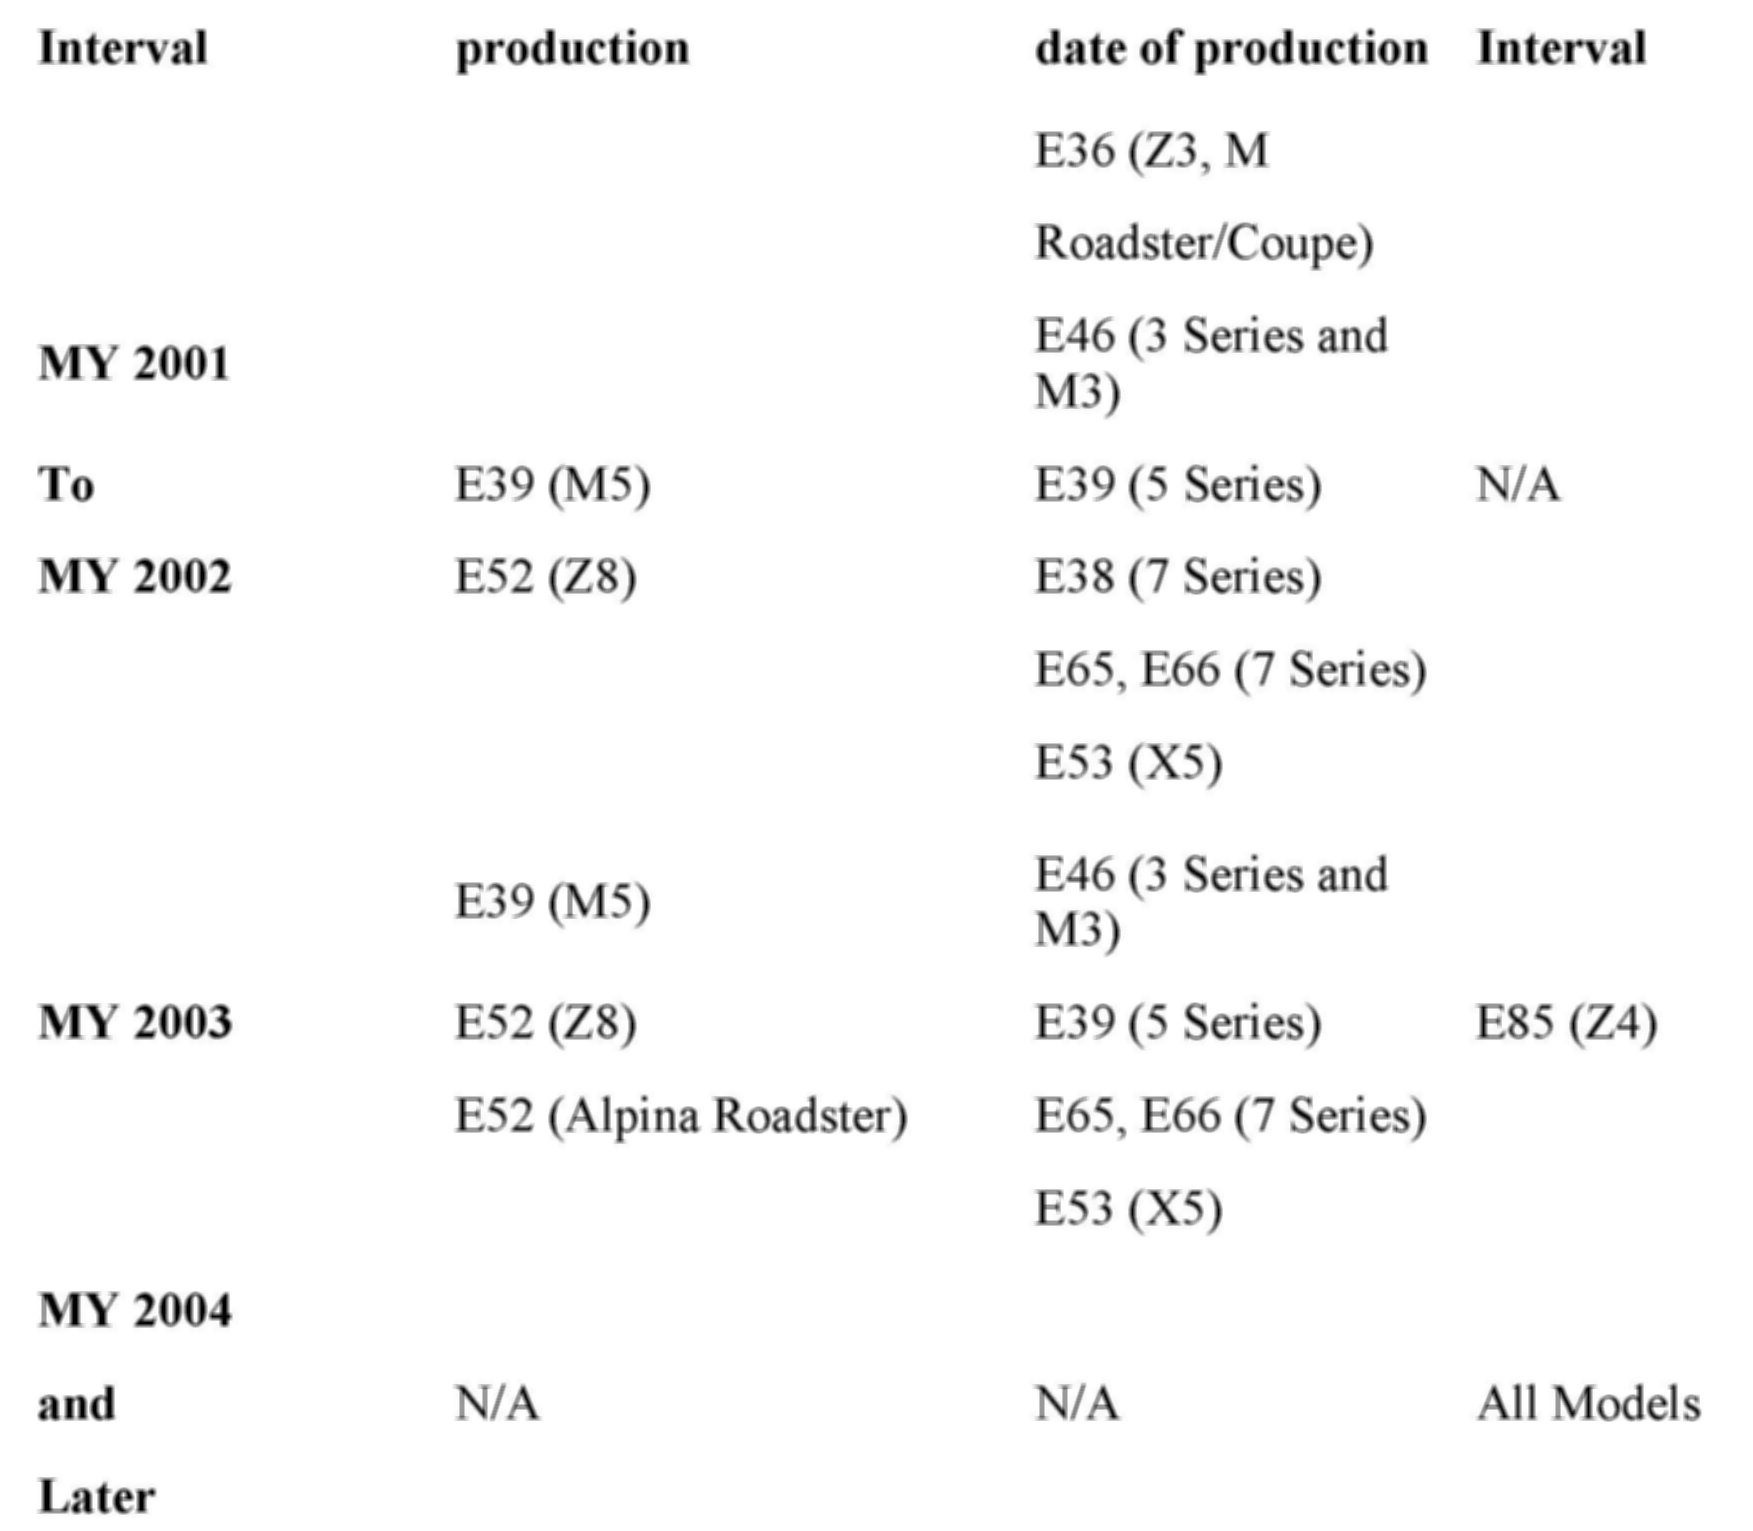 Interval production date of production Interval
E36 (Z3, M
Roadster/Coupe)
MY 2001 E46 (3 Series and
M3)
To E39 (M5) E39 (5 Series) N/A
MY 2002 E52 (Z8) E38 (7 Series)
E65, E66 (7 Series)
E53 (X5)
E39 (M5) E46 (3 Series and
M3)
MY 2003 E52 (Z8) E39 (5 Series) E85 (Z4)
E52 (Alpina Roadster) E65, E66 (7 Series)
E53 (X5)
MY 2004
and N/A N/A All Models
Later